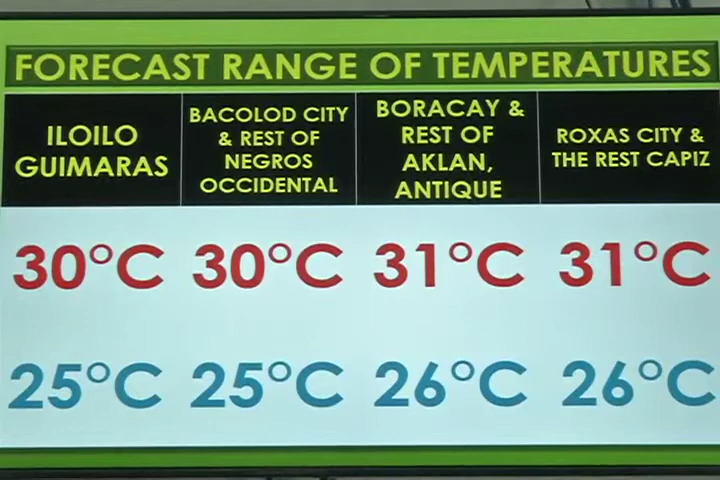 FORECAST RANGE OF TEMPERATURES
ILOILO
GUIMARAS
BACOLOD CITY
& REST OF
NEGROS
OCCIDENTAL
BORACAY &
REST OF
AKLAN,
ANTIQUE
ROXAS CITY &
THE REST CAPIZ
30°C 30°C 31°C 31°C
25°C 25°C 26°C 26°C